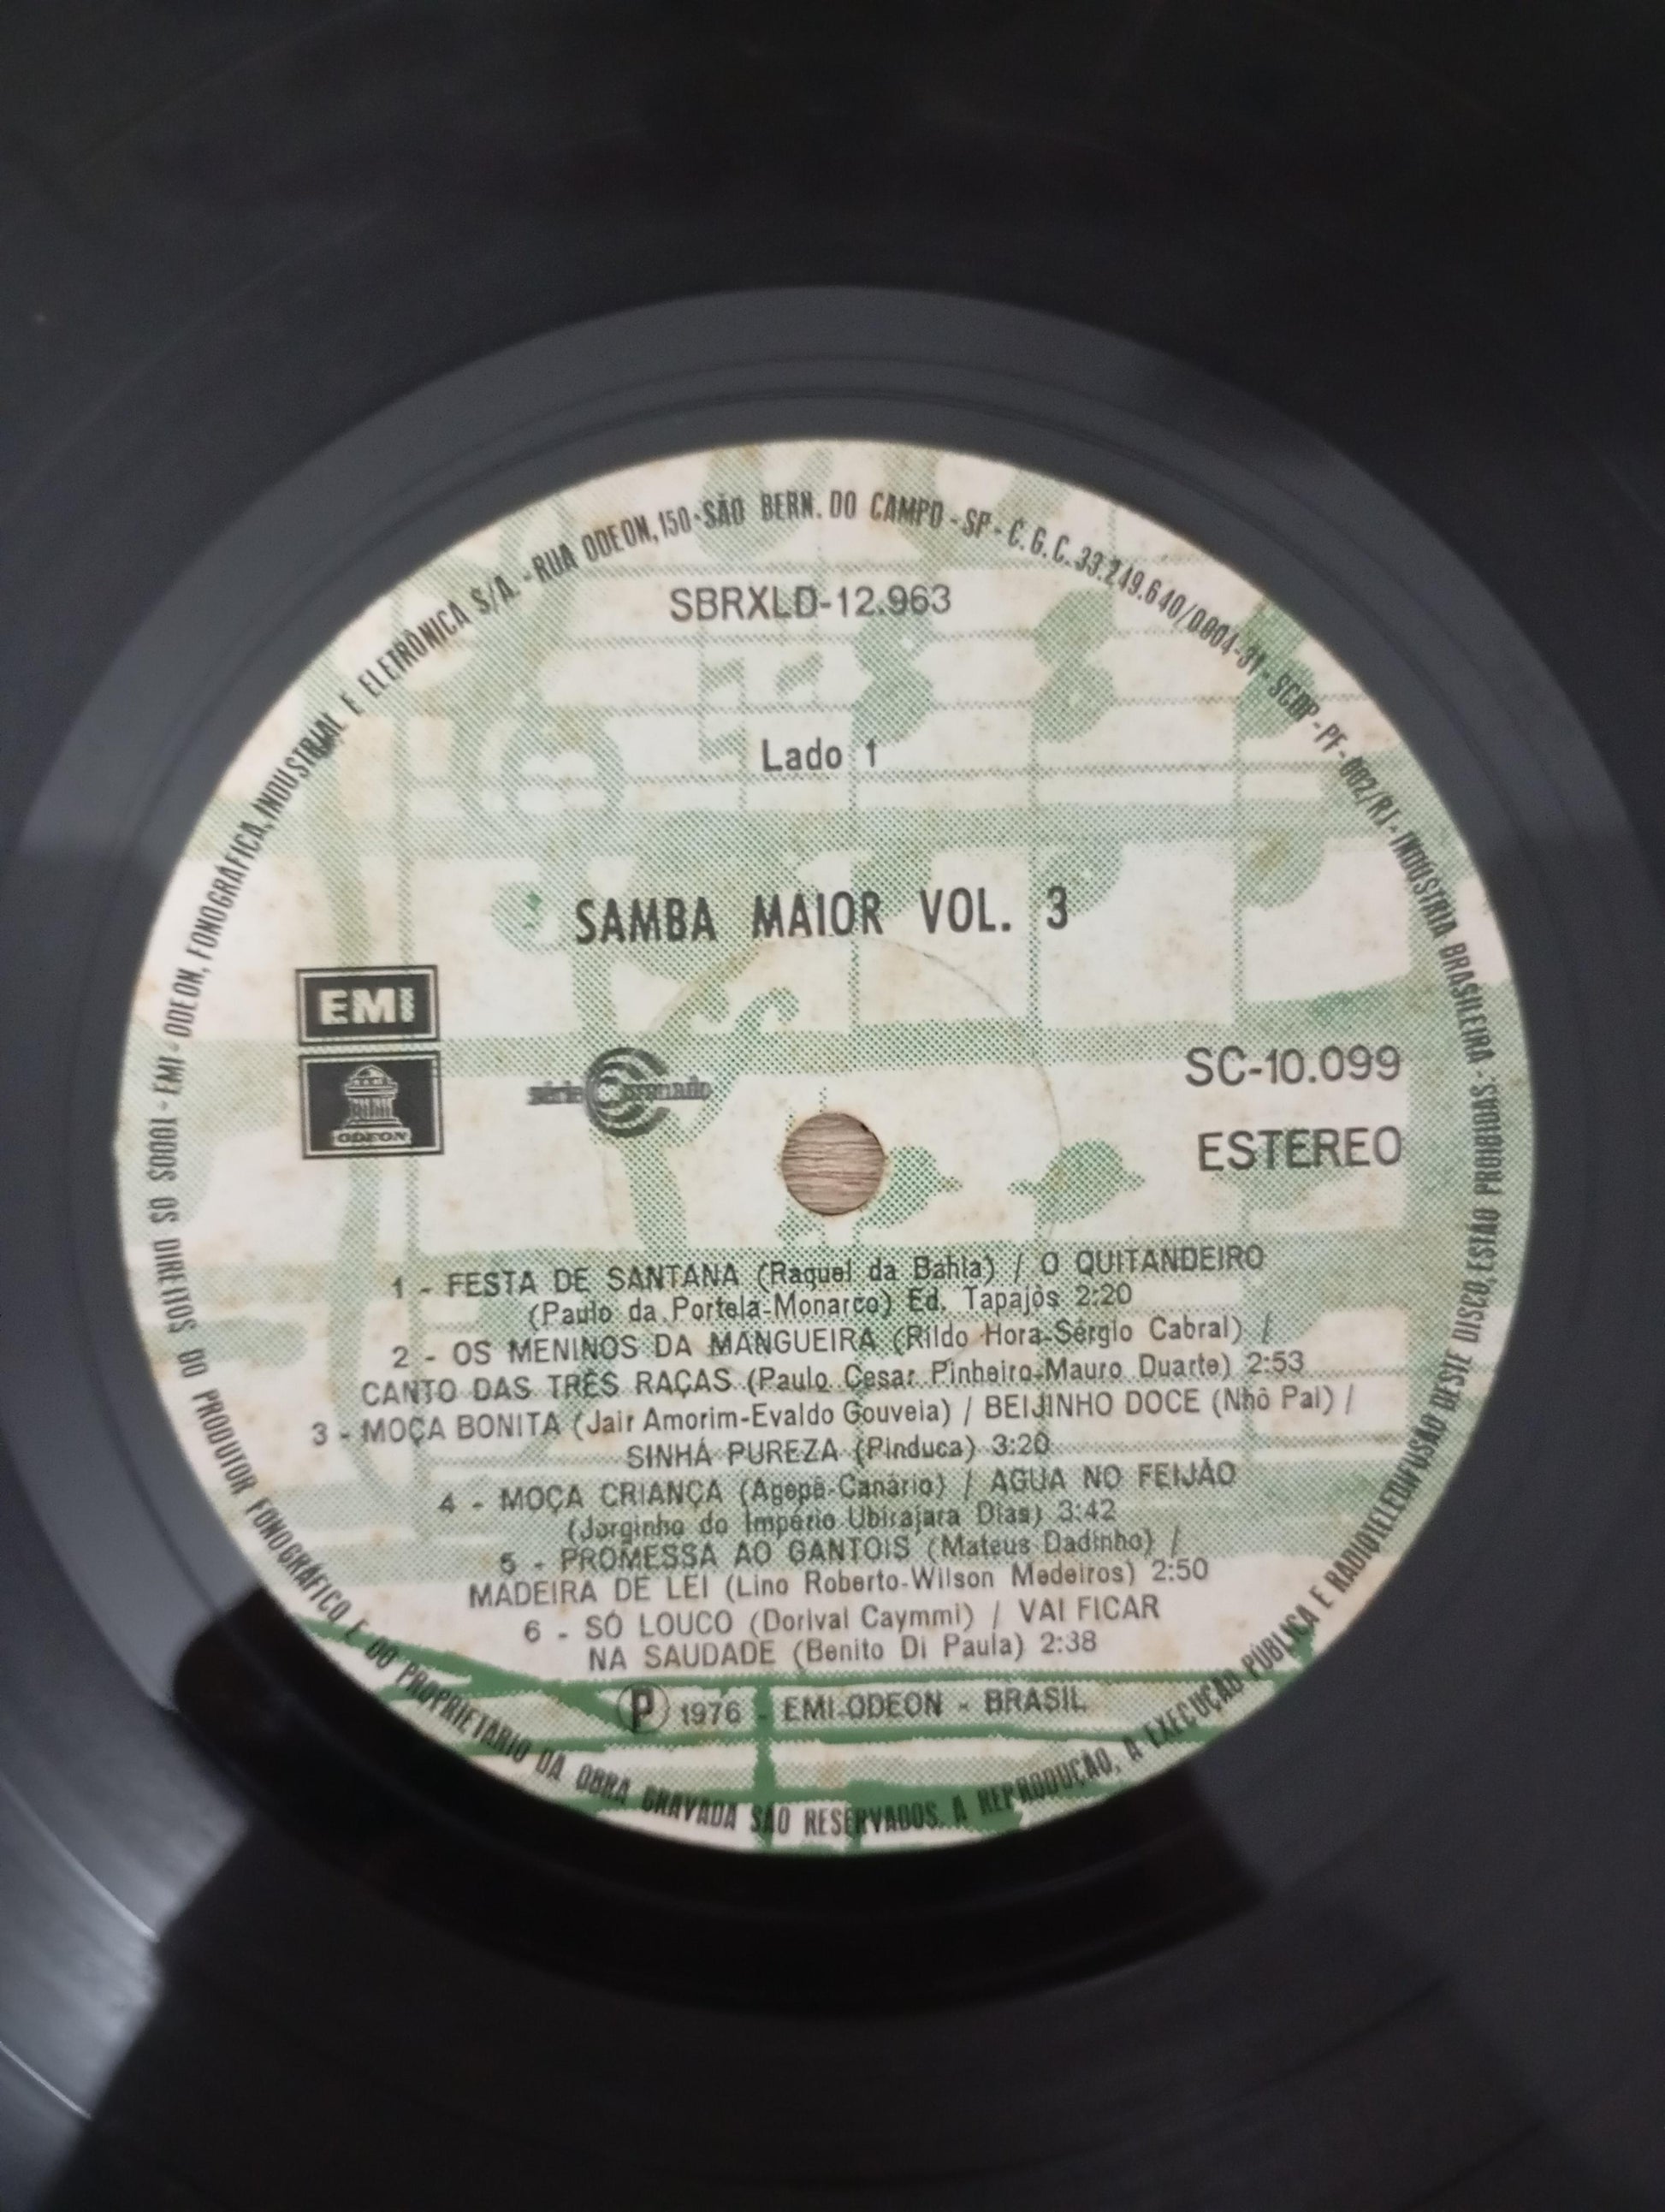 TODOS OS DIREITOS DO PRODUTOR FONOGRÁFICO E DO PROPRIETÁRIO DA OBRA GRAVADA SÃO RESERVADOS. A REPRODUÇÃO, A EXECUÇÃO PÚBLICA E RADIOTELEDIFUSÃO DESTE DISCO, ESTÃO PROIBIDAS - EMI - ODEON, FONOGRÁFICA, INDUSTRIAL E ELETRÔNICA S/A. - RUA ODEON, 150 - SÃO BERN. DO CAMPO - SP - C.G.C. 33.249.640/0004-31 - SCDP - PF - 002/RJ - INDÚSTRIA BRASILEIRA -
SBRXLD-12.963
Lado 1
SAMBA MAIOR VOL. 3
EMI
ODEON
série Coronado
SC-10.099
ESTEREO
1 - FESTA DE SANTANA (Raquel da Bahia) / O QUITANDEIRO
(Paulo da Portela-Monarco) Ed. Tapajós 2:20
2 - OS MENINOS DA MANGUEIRA (Rildo Hora-Sérgio Cabral) /
CANTO DAS TRÊS RAÇAS (Paulo Cesar Pinheiro-Mauro Duarte) 2:53
3 - MOÇA BONITA (Jair Amorim-Evaldo Gouveia) / BEIJINHO DOCE (Nhô Pai) /
SINHÁ PUREZA (Pinduca) 3:20
4 - MOÇA CRIANÇA (Agepê-Canário) / AGUA NO FEIJÃO
(Jorginho do Império-Ubirajara Dias) 3:42
5 - PROMESSA AO GANTOIS (Mateus Dadinho) /
MADEIRA DE LEI (Lino Roberto-Wilson Medeiros) 2:50
6 - SÓ LOUCO (Dorival Caymmi) / VAI FICAR
NA SAUDADE (Benito Di Paula) 2:38
Ⓟ 1976 - EMI-ODEON - BRASIL